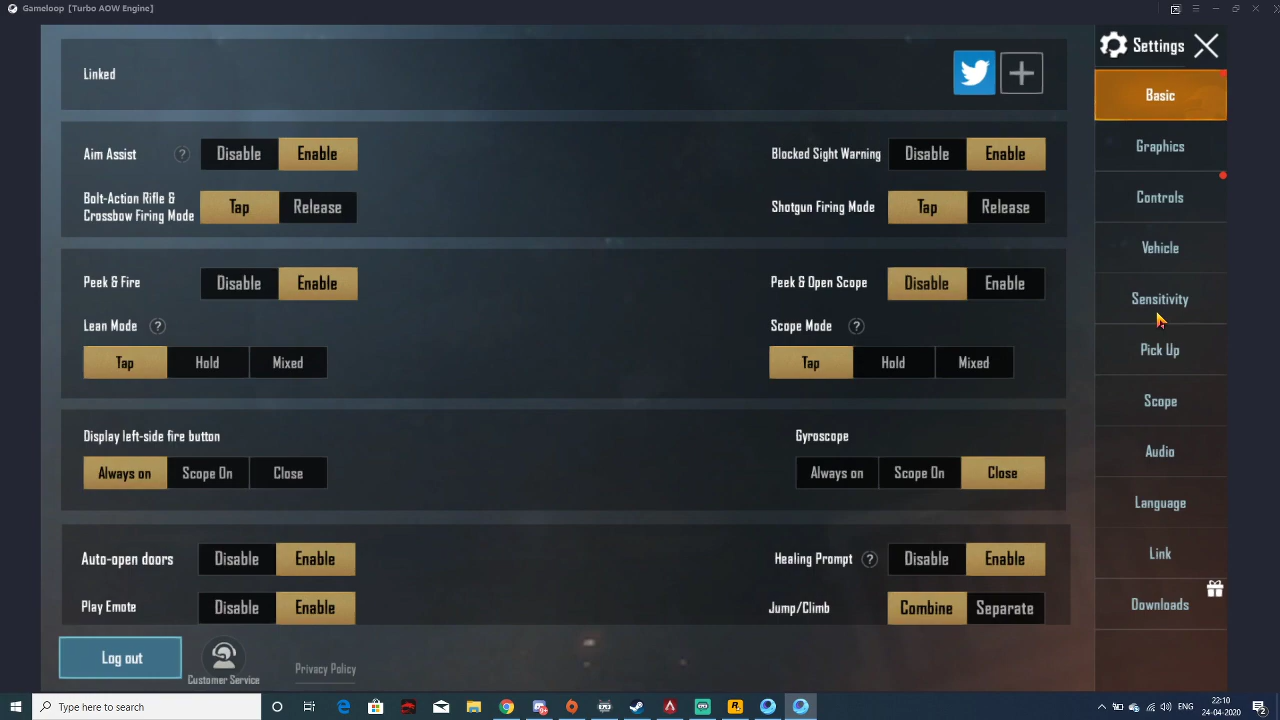 Gameloop [Turbo AOW Engine]
Settings
Linked
Basic
Aim Assist ? Disable Enable
Blocked Sight Warning Disable Enable
Graphics
Bolt-Action Rifle &
Crossbow Firing Mode Tap Release
Shotgun Firing Mode Tap Release
Controls
Vehicle
Peek & Fire Disable Enable
Peek & Open Scope Disable Enable
Sensitivity
Lean Mode ?
Scope Mode ?
Tap Hold Mixed
Tap Hold Mixed
Pick Up
Scope
Display left-side fire button
Gyroscope
Audio
Always on Scope On Close
Always on Scope On Close
Language
Auto-open doors Disable Enable
Healing Prompt ? Disable Enable
Link
Play Emote Disable Enable
Jump/Climb Combine Separate
Downloads
Log out
Customer Service
Privacy Policy
Type here to search
ENG
22:10
24-04-2020